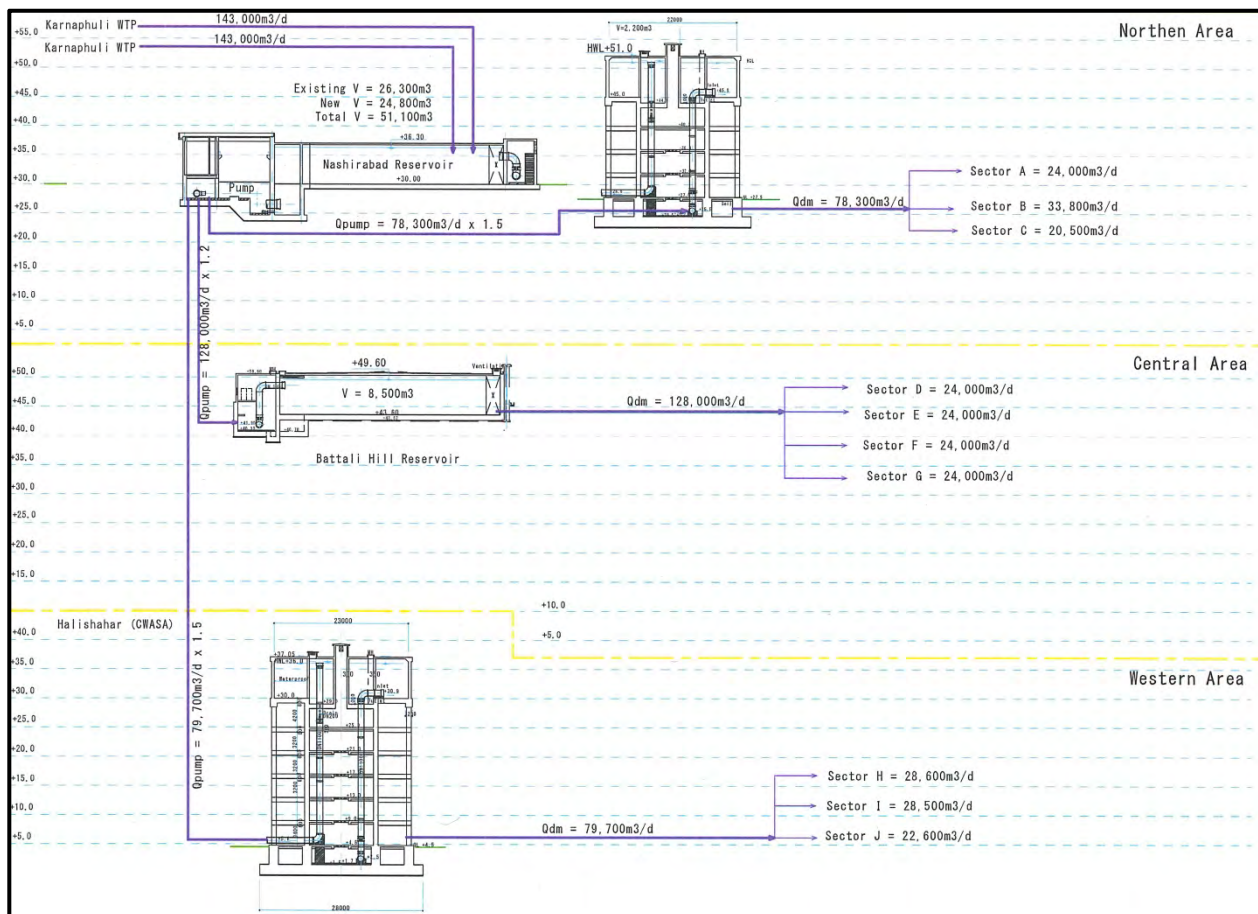 Northen Area
Karnaphuli WTP
143,000m3/d
Karnaphuli WTP
143,000m3/d
+55.0
+50.0
+45.0
+40.0
+35.0
+30.0
+25.0
+20.0
+15.0
+10.0
+5.0
Existing V = 26,300m3
New V = 24,800m3
Total V = 51,100m3
+36.30
Nashirabad Reservoir
+30.00
Pump
22000
V=2,200m3
HWL+51.0
Qpump = 78,300m3/d x 1.5
Qdm = 78,300m3/d
Sector A = 24,000m3/d
Sector B = 33,800m3/d
Sector C = 20,500m3/d
Qpump = 128,000m3/d x 1.2
Central Area
+50.0
+45.0
+40.0
+35.0
+30.0
+25.0
+20.0
+15.0
+49.60
V = 8,500m3
+43.60
Battali Hill Reservoir
Qdm = 128,000m3/d
Sector D = 24,000m3/d
Sector E = 24,000m3/d
Sector F = 24,000m3/d
Sector G = 24,000m3/d
+10.0
+5.0
Halishahar (CWASA)
Western Area
+40.0
+35.0
+30.0
+25.0
+20.0
+15.0
+10.0
+5.0
23000
+37.05
+30.0
Qpump = 79,700m3/d x 1.5
Qdm = 79,700m3/d
Sector H = 28,600m3/d
Sector I = 28,500m3/d
Sector J = 22,600m3/d
28000